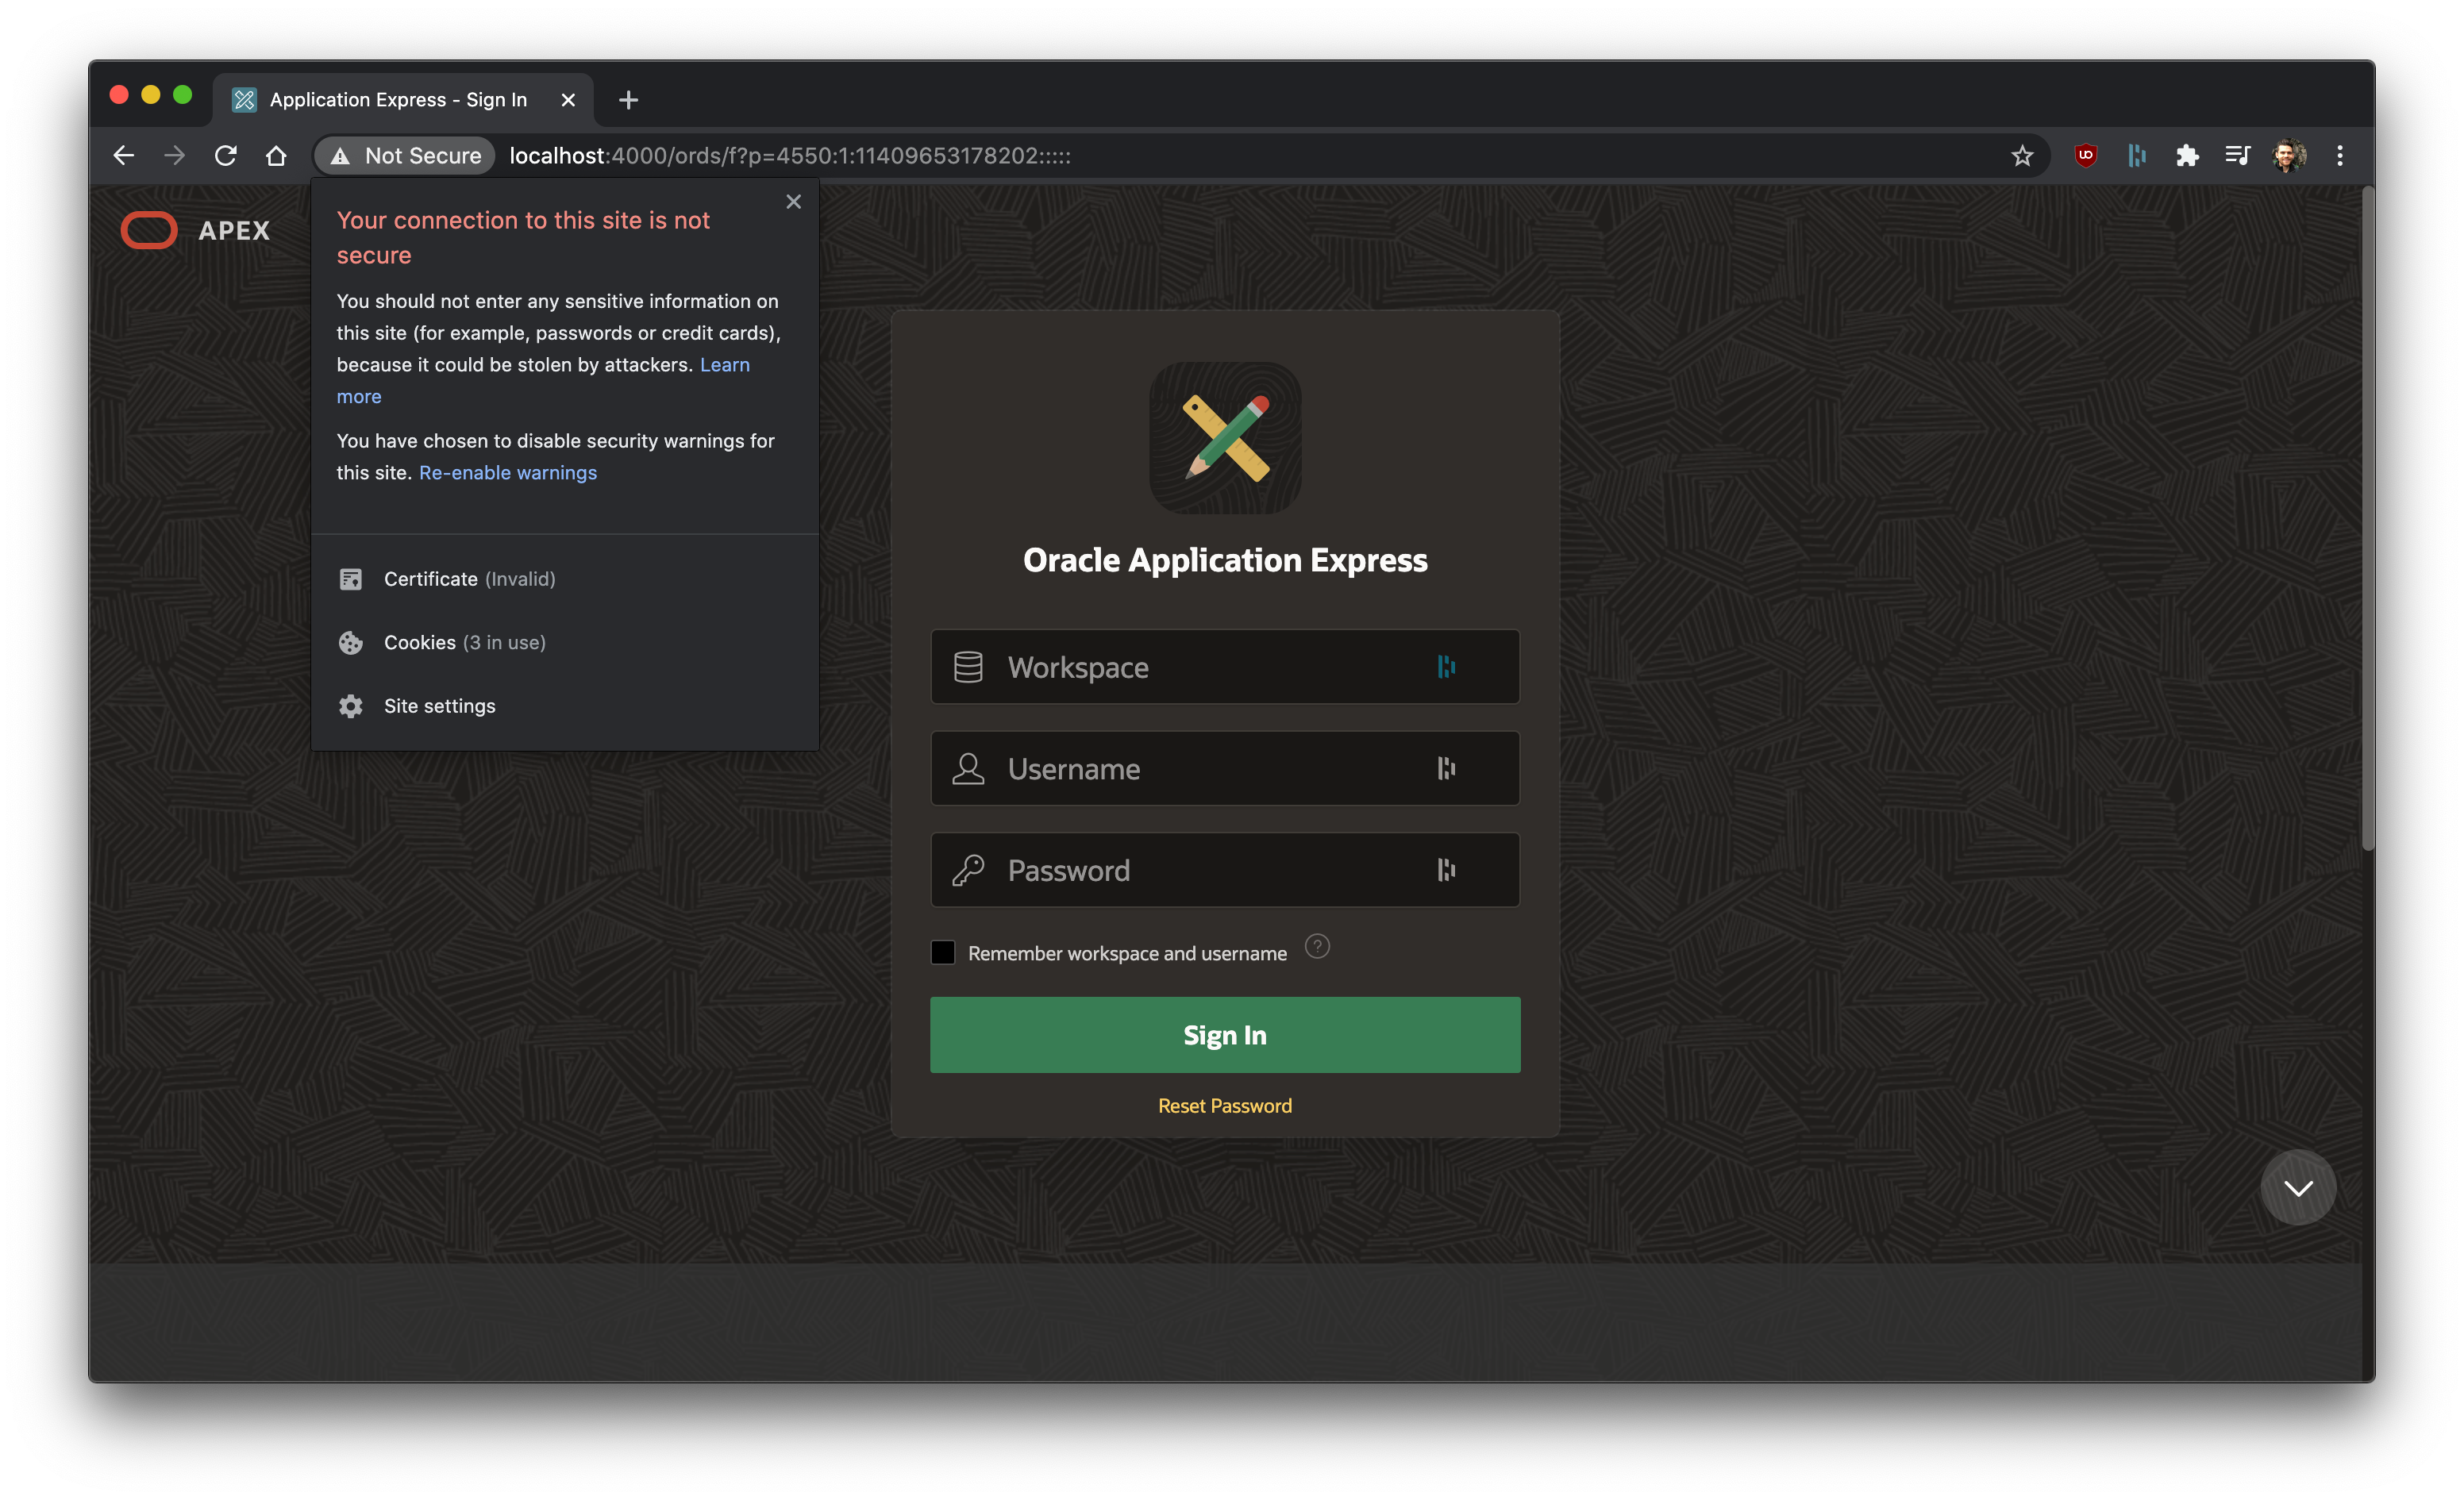 Application Express - Sign In
Not Secure
localhost:4000/ords/f?p=4550:1:11409653178202:::::
APEX
Your connection to this site is not
secure
You should not enter any sensitive information on
this site (for example, passwords or credit cards),
because it could be stolen by attackers. Learn
more
You have chosen to disable security warnings for
this site. Re-enable warnings
Certificate (Invalid)
Cookies (3 in use)
Site settings
Oracle Application Express
Workspace
Username
Password
Remember workspace and username ?
Sign In
Reset Password